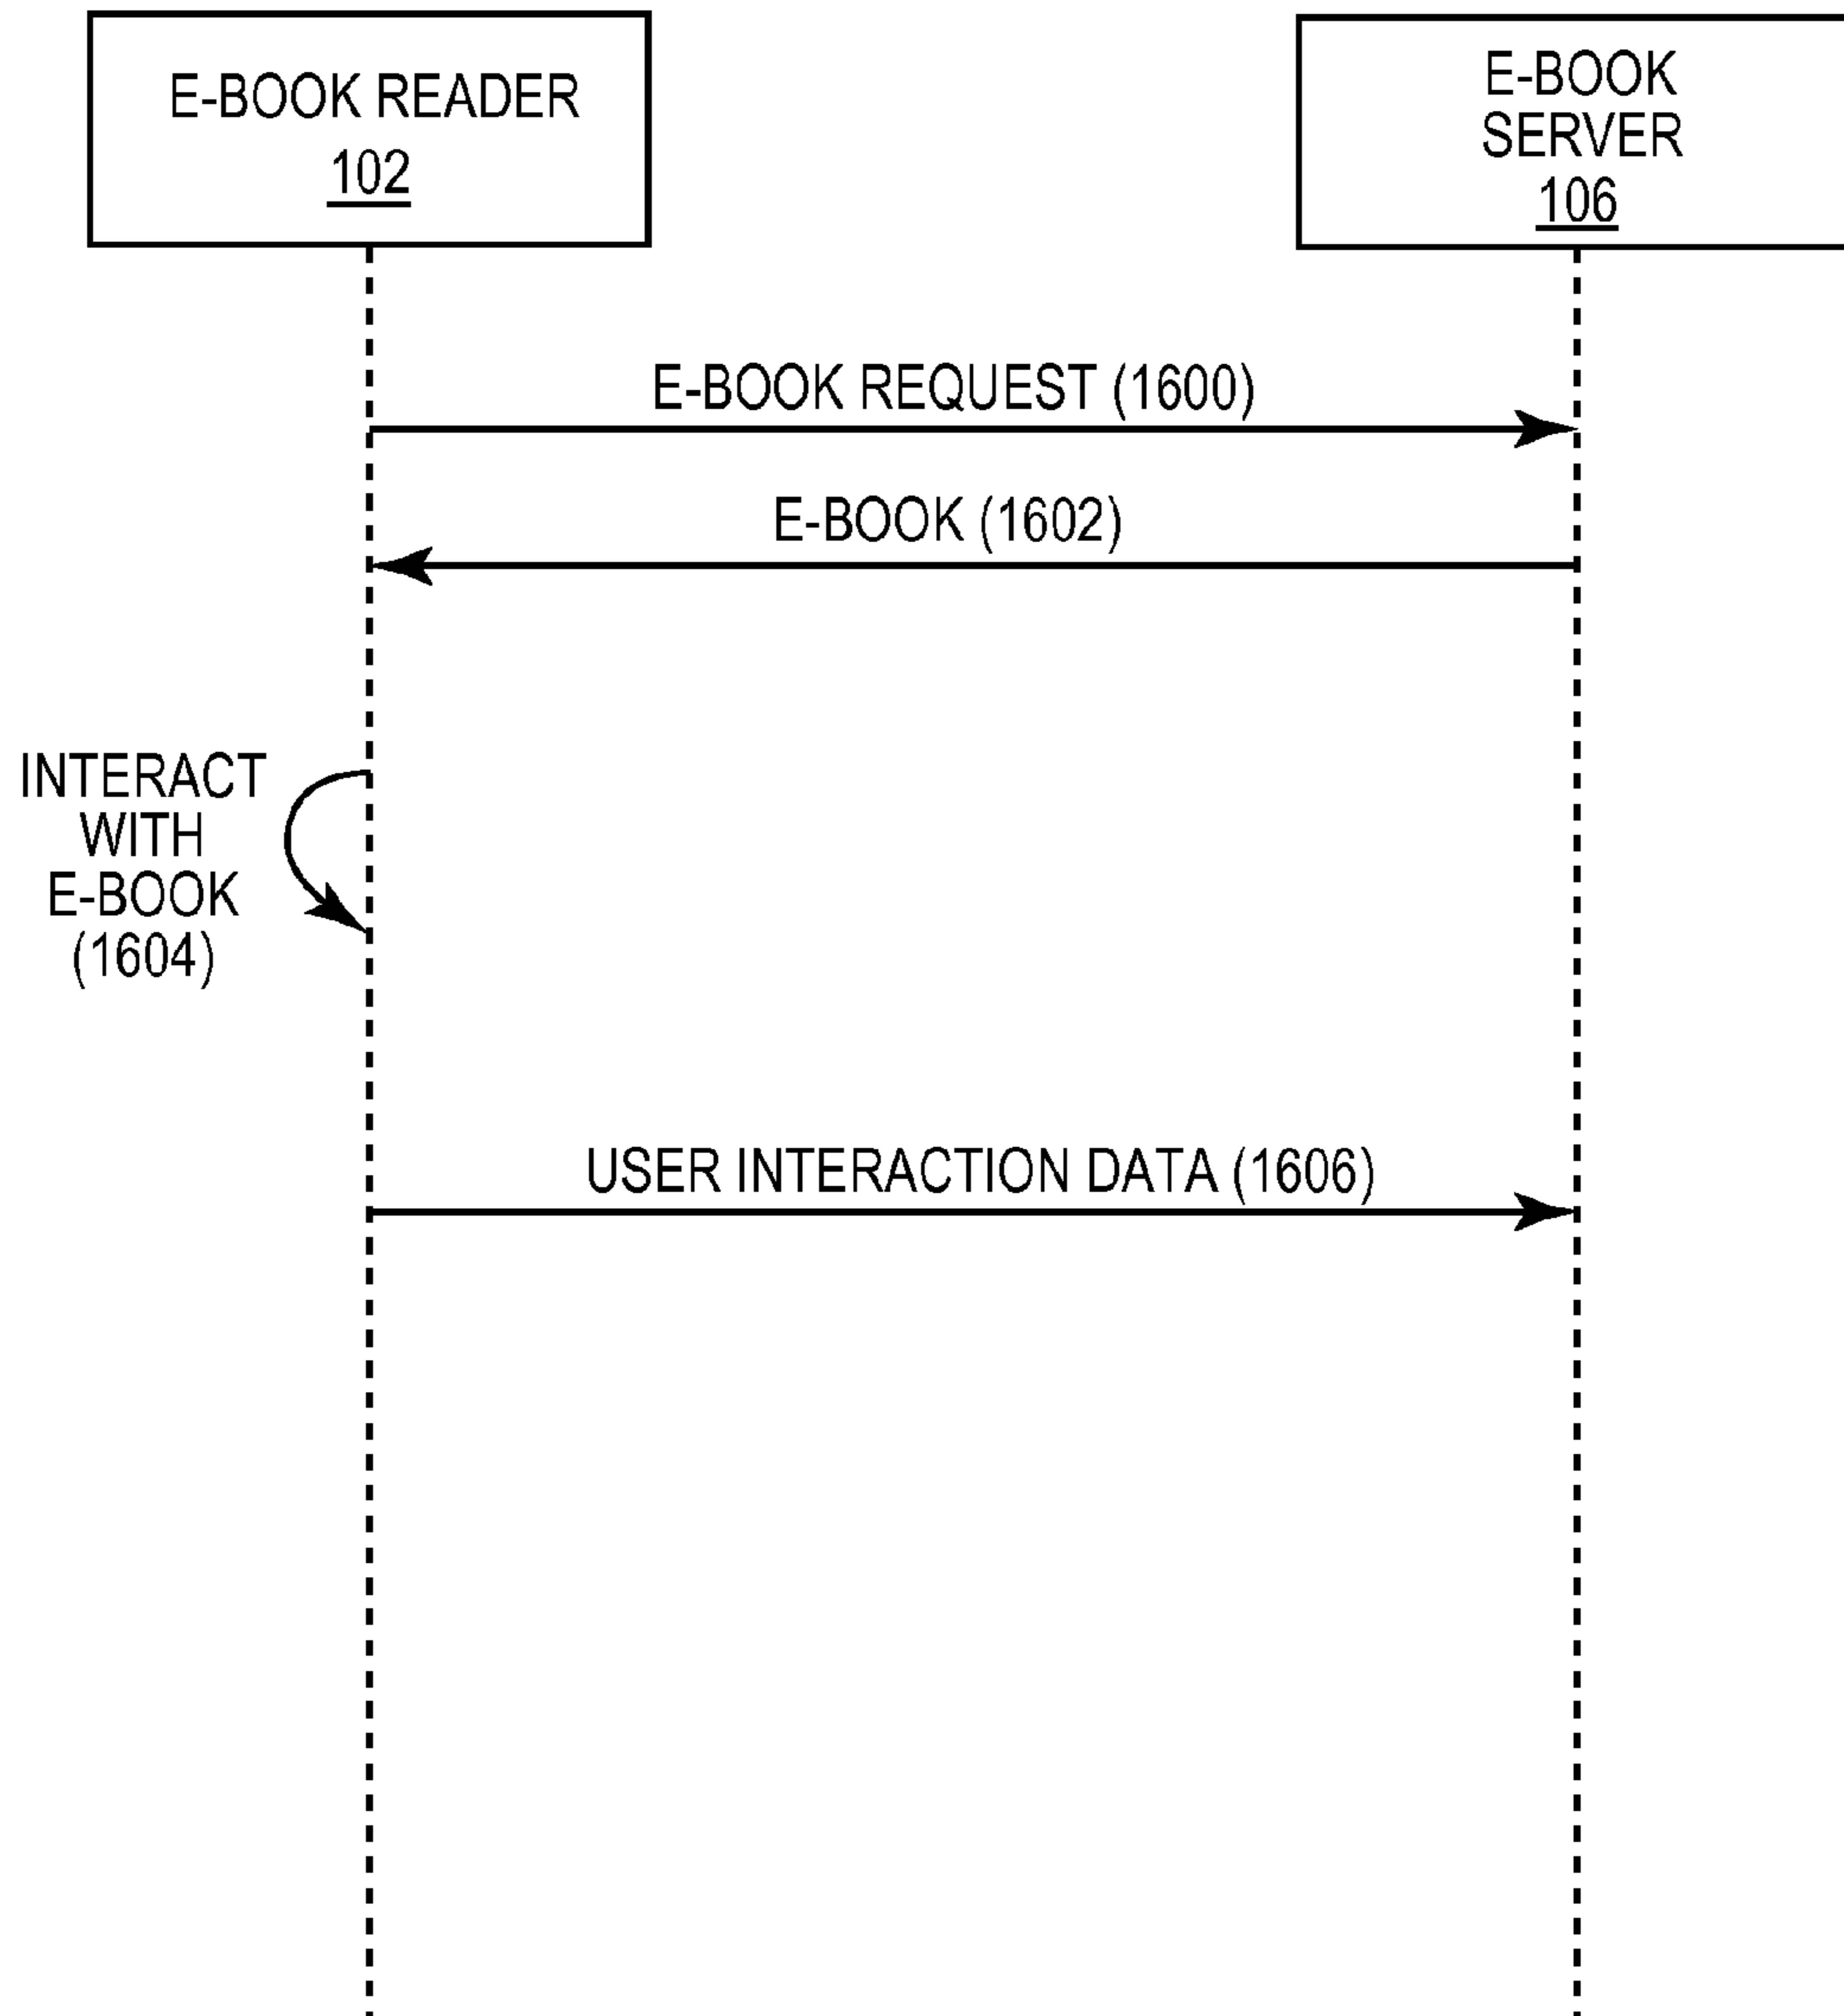 E-BOOK READER
102
E-BOOK
SERVER
106
E-BOOK REQUEST (1600)
E-BOOK (1602)
INTERACT
WITH
E-BOOK
(1604)
USER INTERACTION DATA (1606)